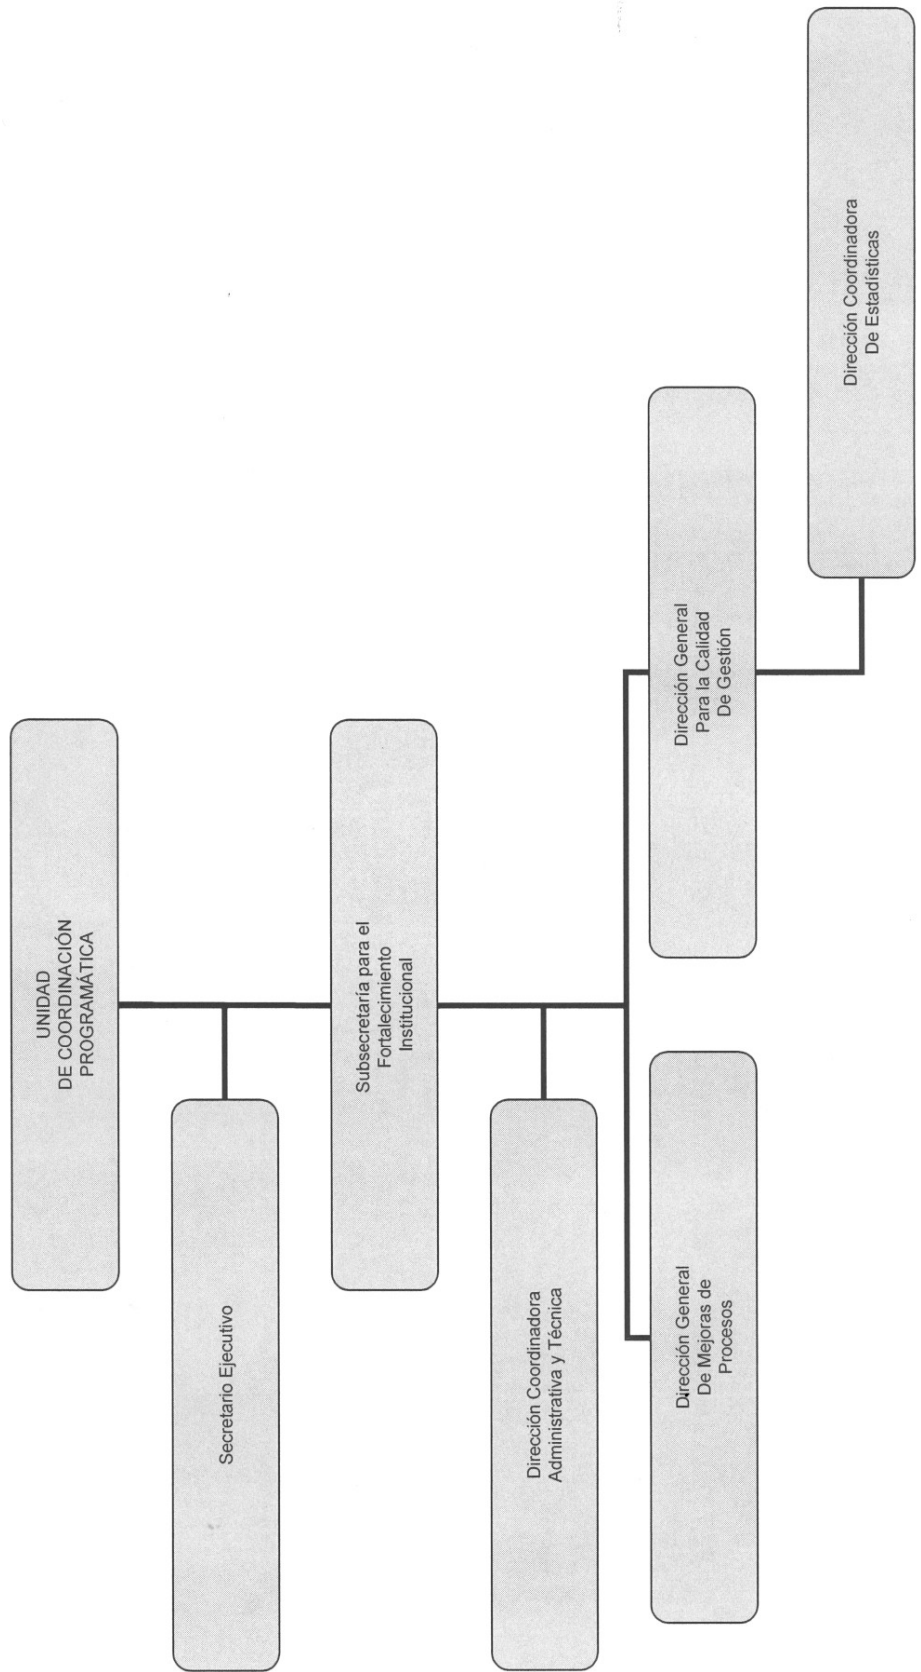 UNIDAD
DE COORDINACIÓN
PROGRAMÁTICA
Secretario Ejecutivo
Subsecretaría para el
Fortalecimiento
Institucional
Dirección Coordinadora
Administrativa y Técnica
Dirección General
De Mejoras de
Procesos
Dirección General
Para la Calidad
De Gestión
Dirección Coordinadora
De Estadísticas